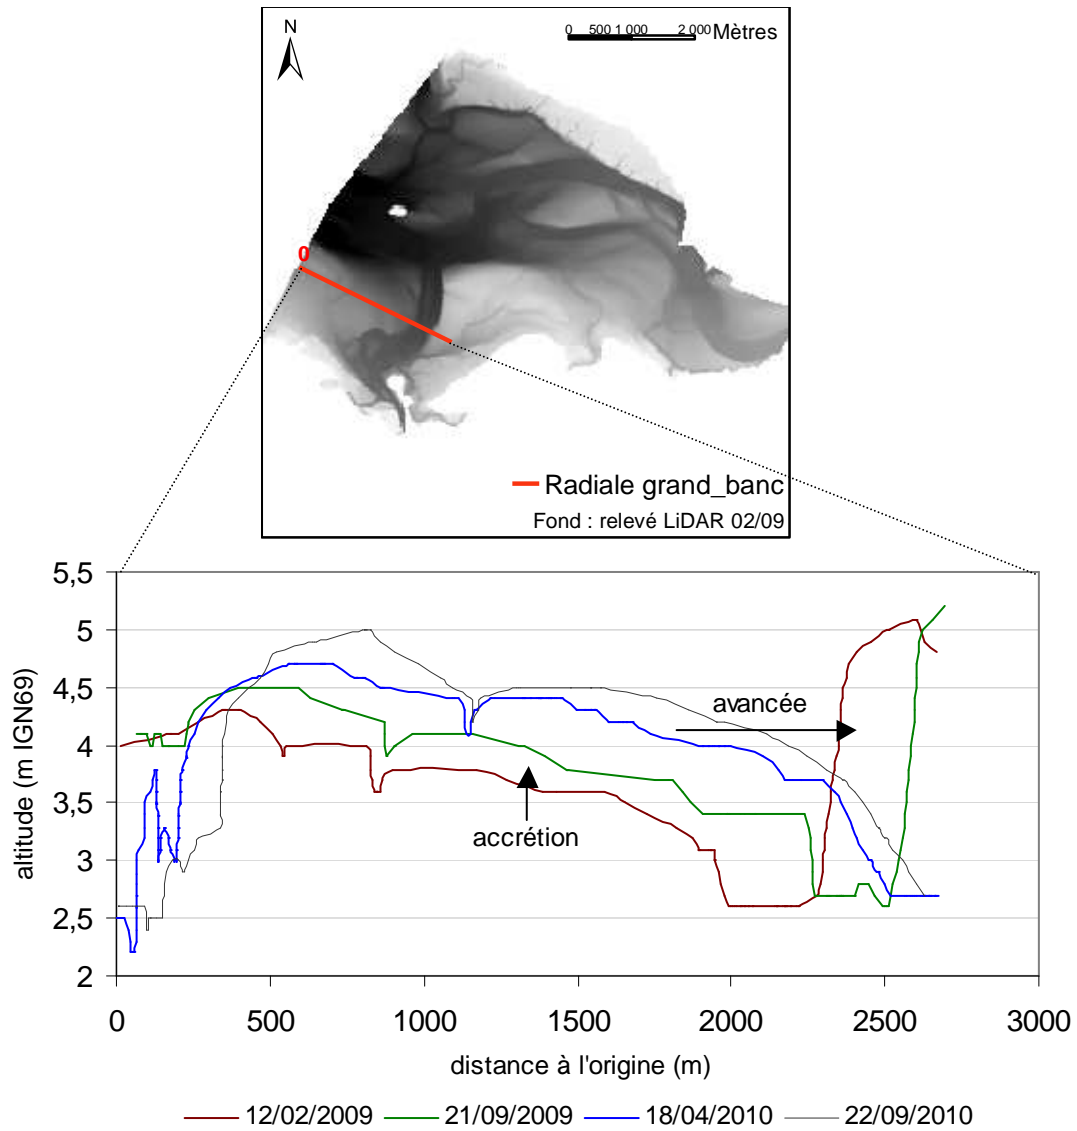 N
0 500 1 000 2 000 Mètres
0
Radiale grand_banc
Fond : relevé LiDAR 02/09
5,5
5
4,5
4
3,5
3
2,5
2
altitude (m IGN69)
avancée
accrétion
0 500 1000 1500 2000 2500 3000
distance à l'origine (m)
12/02/2009 21/09/2009 18/04/2010 22/09/2010